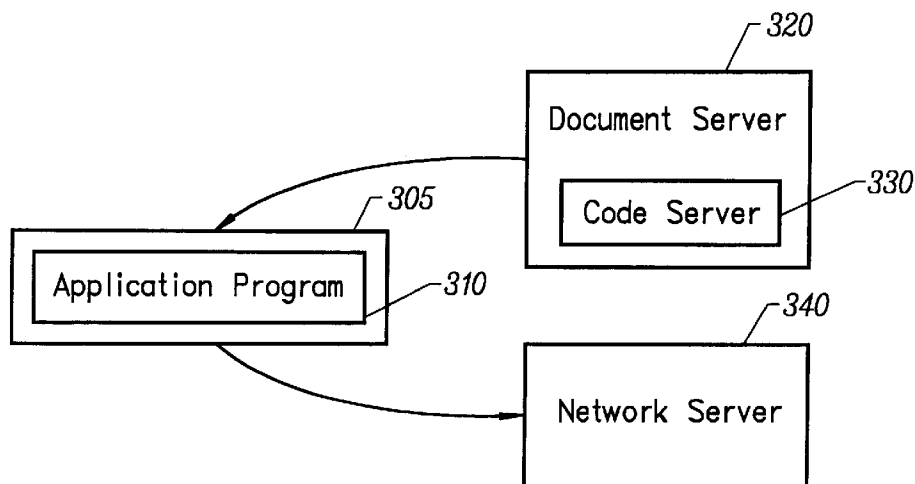 320
Document Server
330
Code Server
305
Application Program
310
340
Network Server